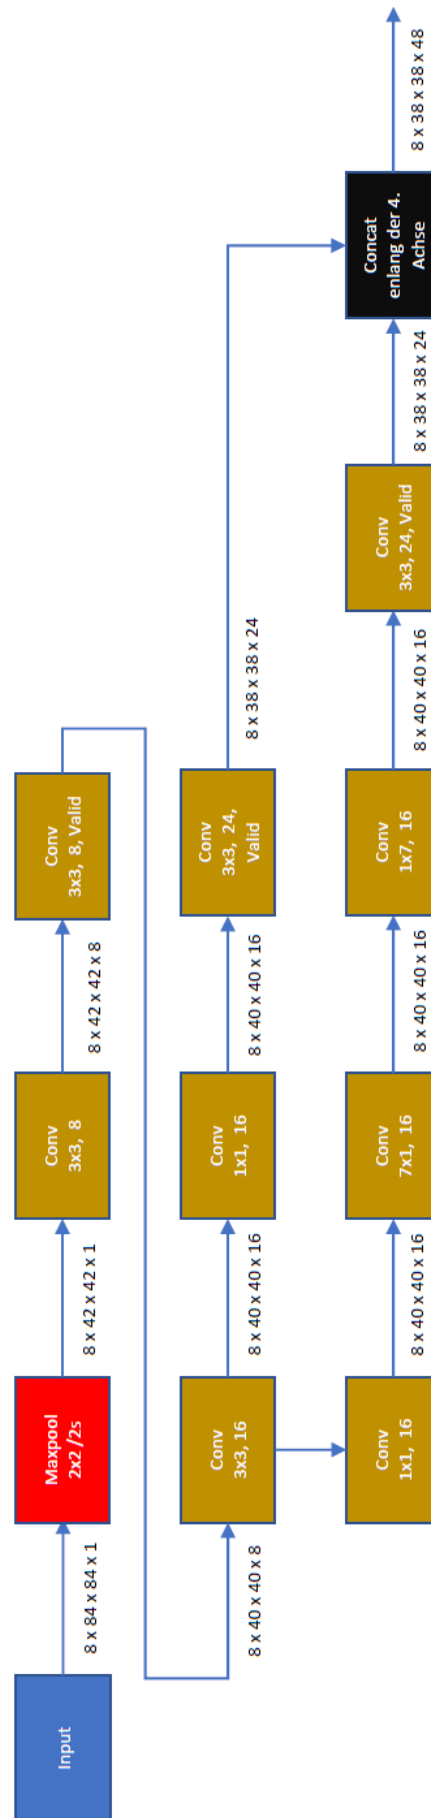 Input
8 x 84 x 84 x 1
Maxpool
2x2 /2s
8 x 42 x 42 x 1
Conv
3x3, 8
8 x 42 x 42 x 8
Conv
3x3, 8, Valid
8 x 40 x 40 x 8
Conv
3x3, 16
8 x 40 x 40 x 16
Conv
1x1, 16
8 x 40 x 40 x 16
Conv
3x3, 24,
Valid
8 x 38 x 38 x 24
Conv
1x1, 16
8 x 40 x 40 x 16
Conv
7x1, 16
8 x 40 x 40 x 16
Conv
1x7, 16
8 x 40 x 40 x 16
Conv
3x3, 24, Valid
8 x 38 x 38 x 24
Concat
enlang der 4.
Achse
8 x 38 x 38 x 48